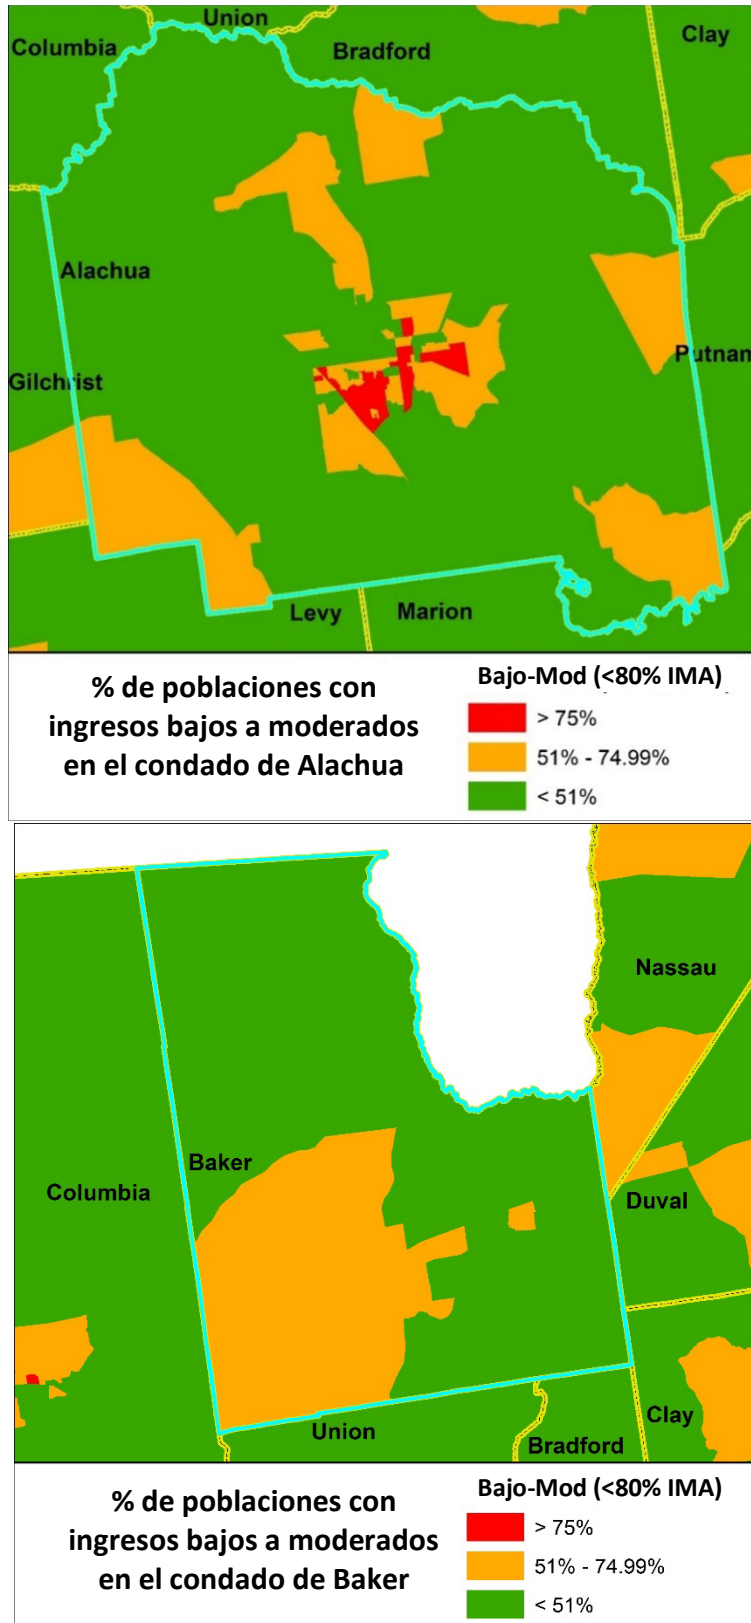 Union
Columbia
Bradford
Clay
Alachua
Putnam
Gilchrist
Levy
Marion
% de poblaciones con
ingresos bajos a moderados
en el condado de Alachua
Bajo-Mod (<80% IMA)
> 75%
51% - 74.99%
< 51%
Nassau
Baker
Columbia
Duval
Clay
Union
Bradford
% de poblaciones con
ingresos bajos a moderados
en el condado de Baker
Bajo-Mod (<80% IMA)
> 75%
51% - 74.99%
< 51%